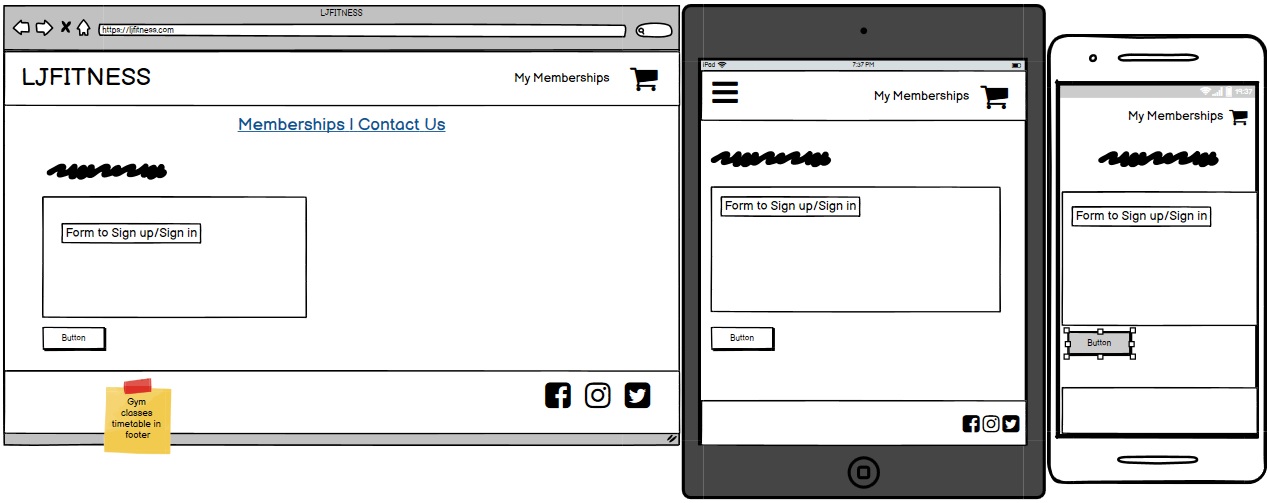 LJFITNESS
https://ljfitness.com
LJFITNESS
My Memberships
Memberships | Contact Us
Form to Sign up/Sign in
Button
Gym
classes
timetable in
footer
iPad
7:37 PM
My Memberships
Form to Sign up/Sign in
Button
19:37
My Memberships
Form to Sign up/Sign in
Button